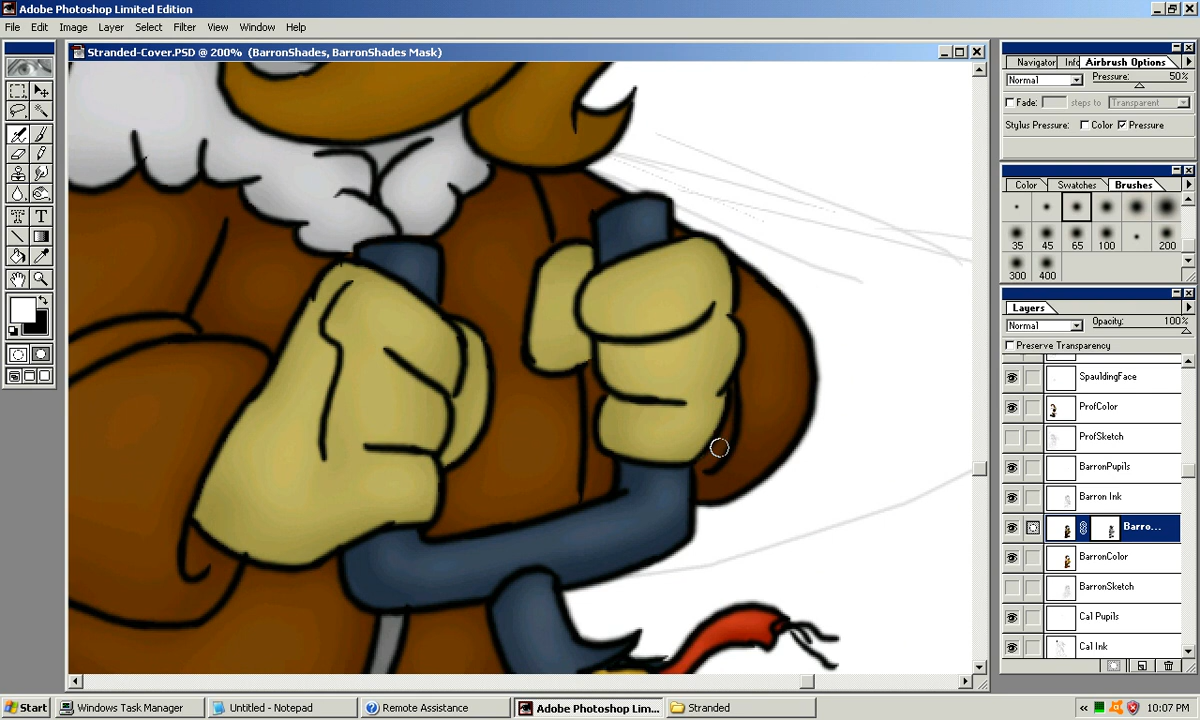 Adobe Photoshop Limited Edition
File Edit Image Layer Select Filter View Window Help
Stranded-Cover.PSD @ 200% (BarronShades, BarronShades Mask)
Navigator Info Airbrush Options
Normal Pressure: 50%
Fade: steps to Transparent
Stylus Pressure: Color Pressure
Color Swatches Brushes
35 45 65 100 200
300 400
Layers
Normal Opacity: 100%
Preserve Transparency
SpauldingFace
ProfColor
ProfSketch
BarronPupils
Barron Ink
Barro...
BarronColor
BarronSketch
Cal Pupils
Cal Ink
Start Windows Task Manager Untitled - Notepad Remote Assistance Adobe Photoshop Lim... Stranded 10:07 PM